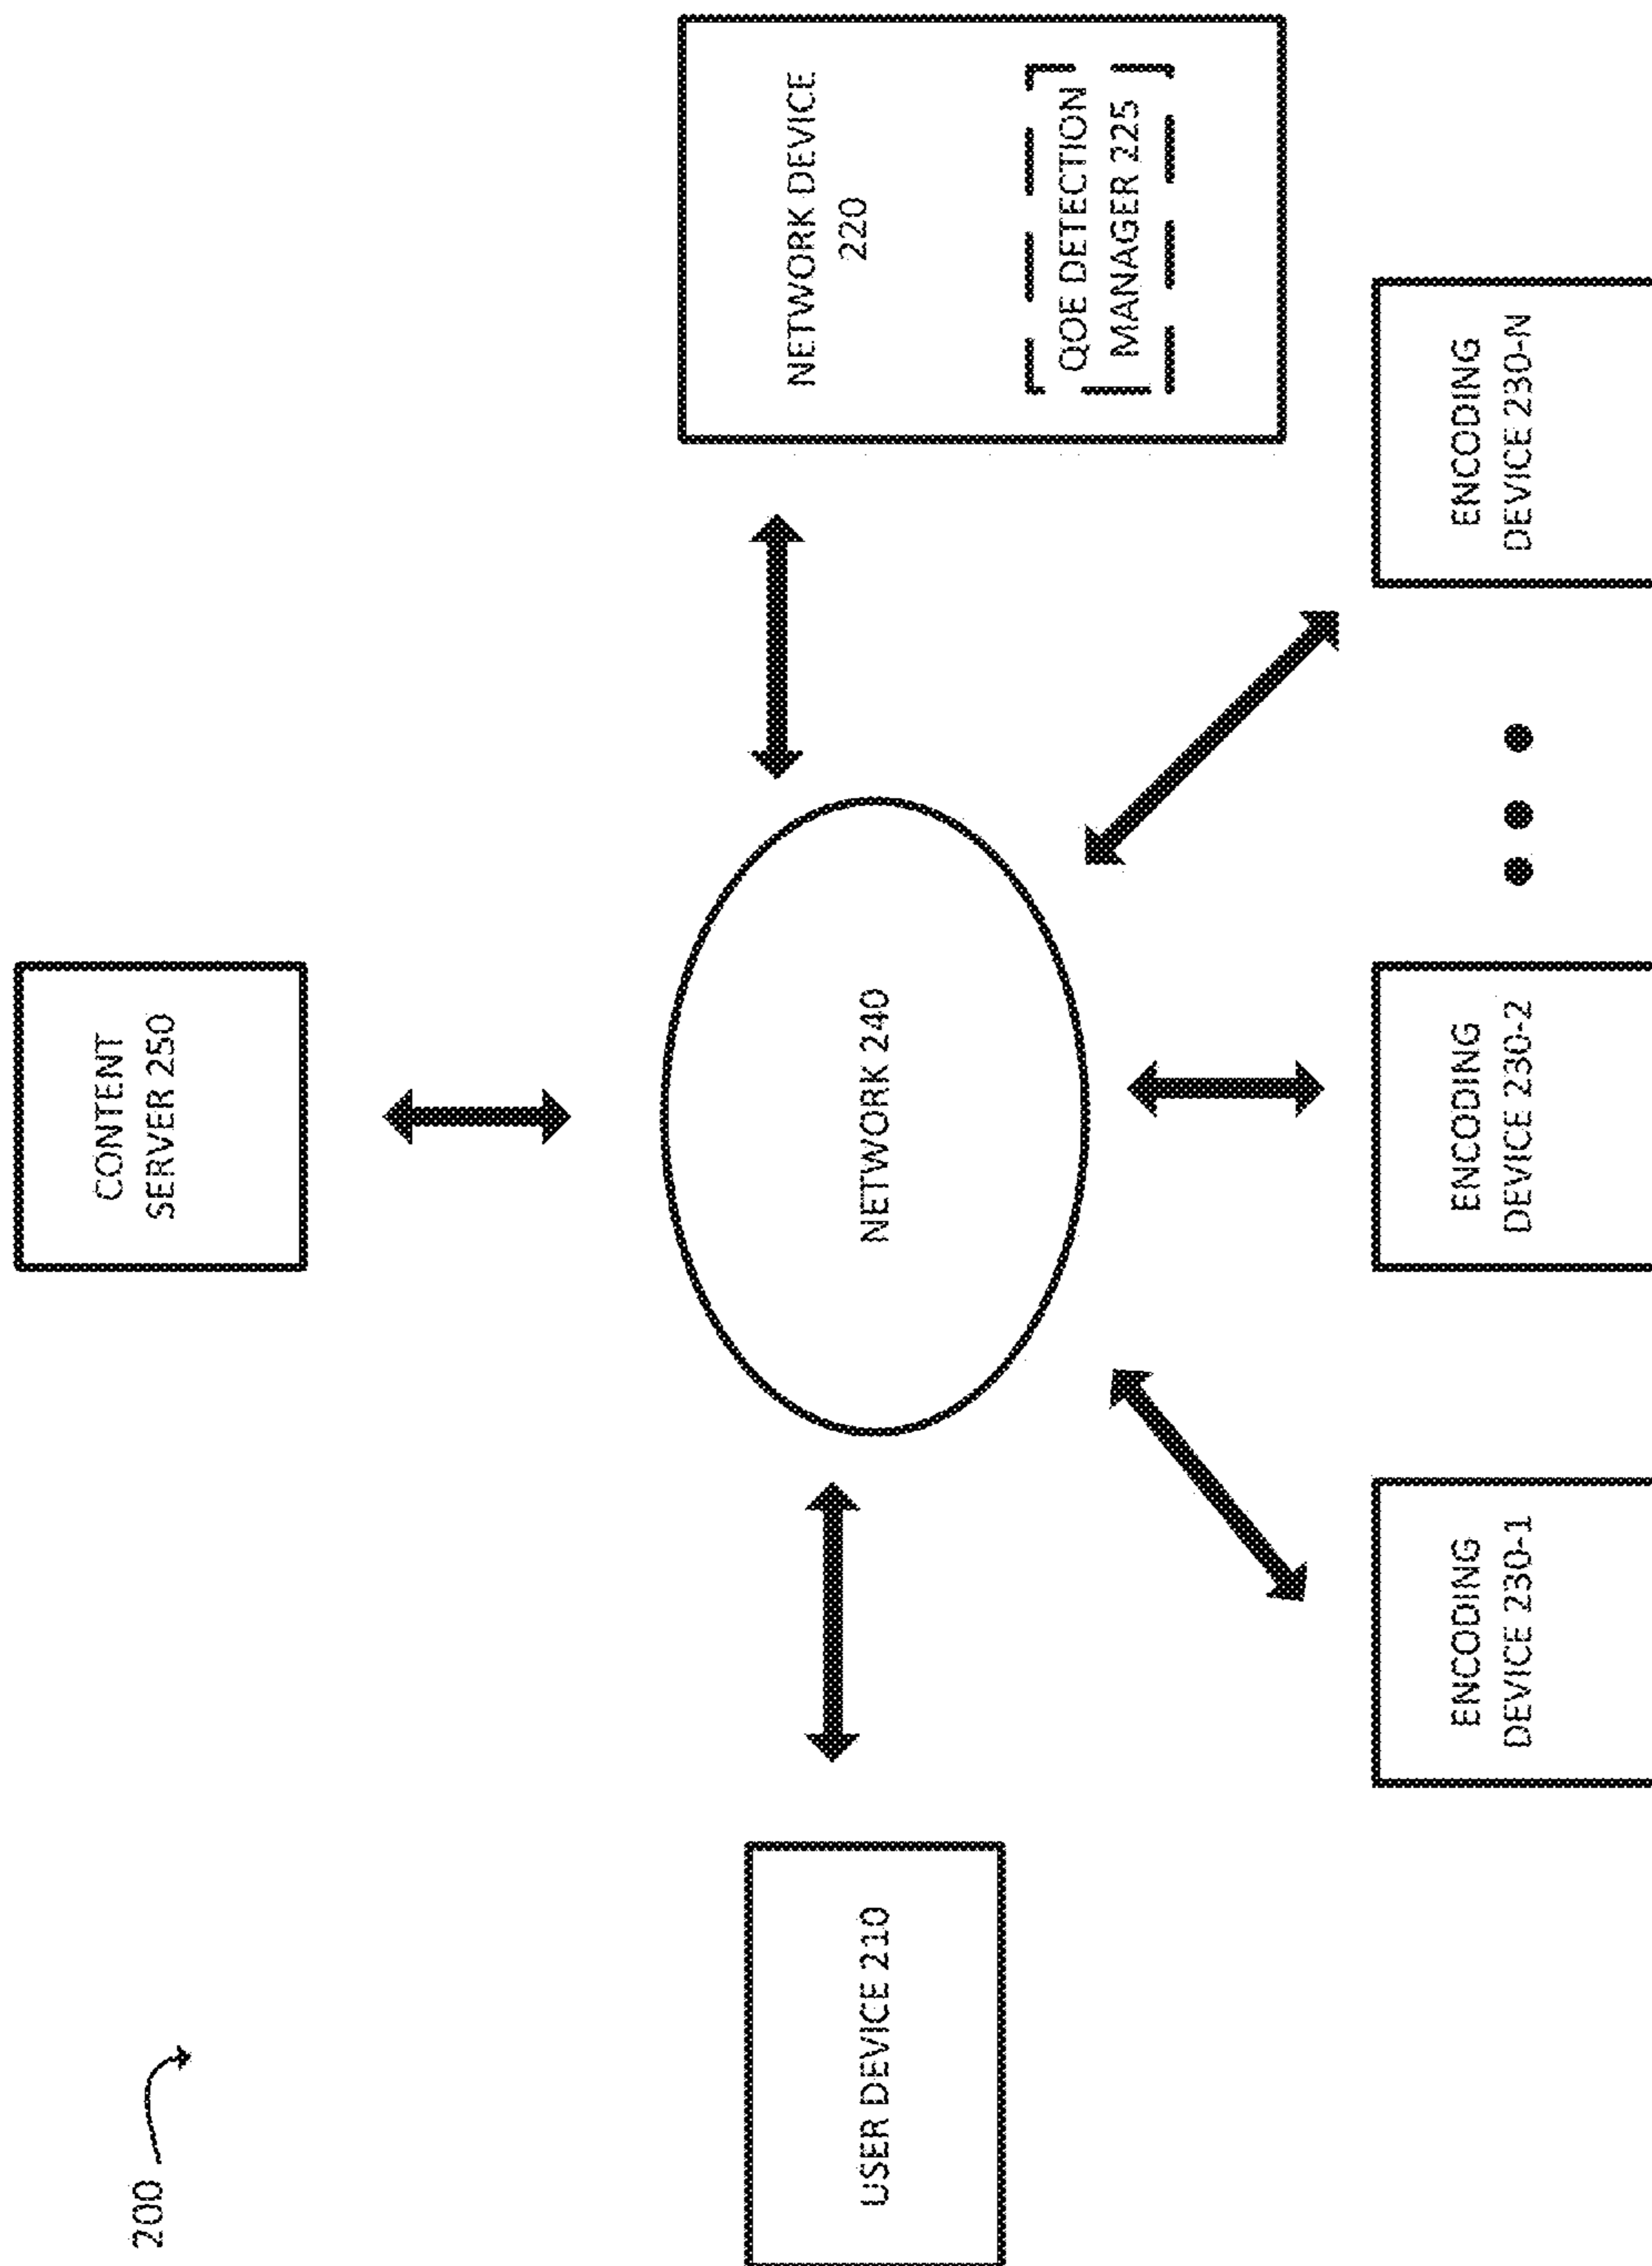 200
CONTENT
SERVER 250
USER DEVICE 210
NETWORK 240
NETWORK DEVICE
220
QOE DETECTION
MANAGER 225
ENCODING
DEVICE 230-1
ENCODING
DEVICE 230-2
ENCODING
DEVICE 230-N